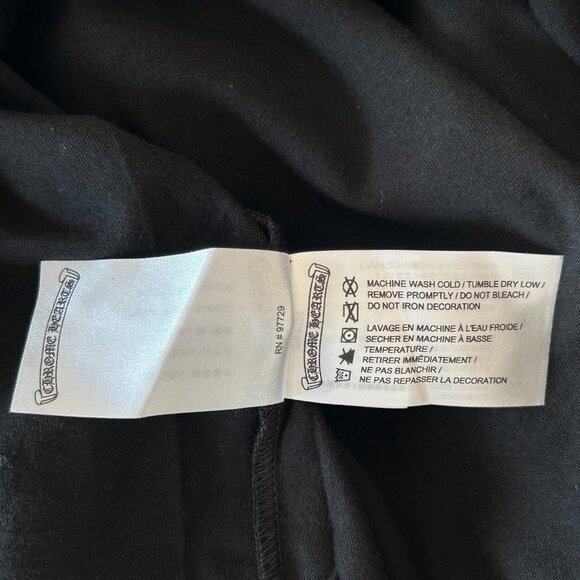 CHROME HEARTS
RN # 97729
CHROME HEARTS
MACHINE WASH COLD / TUMBLE DRY LOW /
REMOVE PROMPTLY / DO NOT BLEACH /
DO NOT IRON DECORATION
LAVAGE EN MACHINE À L'EAU FROIDE /
SECHER EN MACHINE À BASSE
TEMPERATURE /
RETIRER IMMÉDIATEMENT /
NE PAS BLANCHIR /
NE PAS REPASSER LA DECORATION